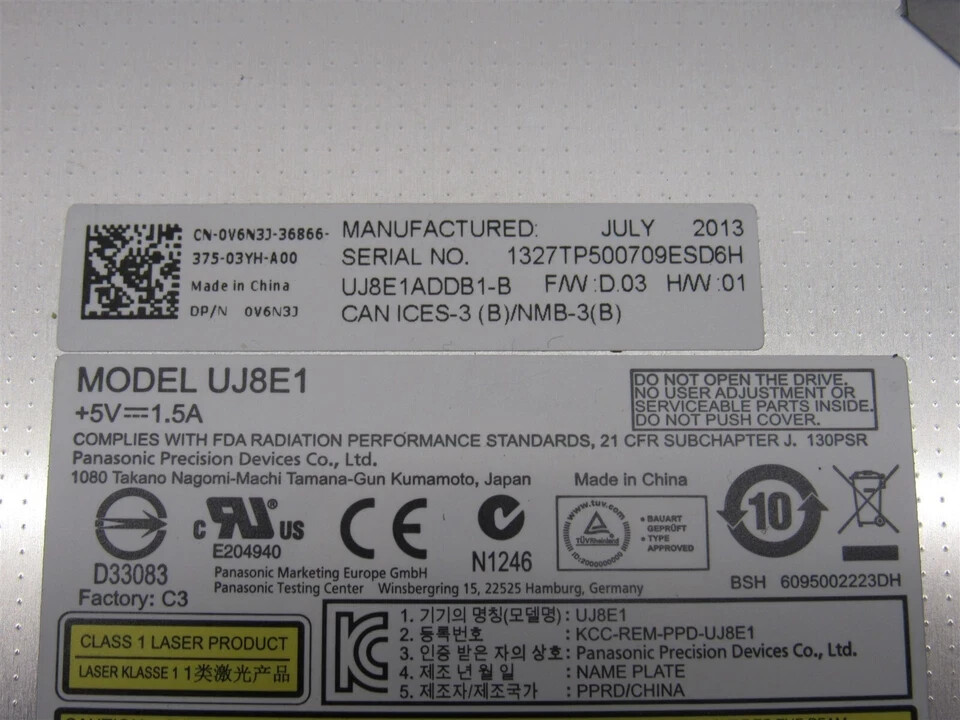 CN-0V6N3J-36866-
375-03YH-A00
Made in China
DP/N 0V6N3J
MANUFACTURED: JULY 2013
SERIAL NO. 1327TP500709ESD6H
UJ8E1ADDB1-B F/W:D.03 H/W:01
CAN ICES-3 (B)/NMB-3(B)
MODEL UJ8E1
+5V⎓1.5A
DO NOT OPEN THE DRIVE.
NO USER ADJUSTMENT OR
SERVICEABLE PARTS INSIDE.
DO NOT PUSH COVER.
COMPLIES WITH FDA RADIATION PERFORMANCE STANDARDS, 21 CFR SUBCHAPTER J. 130PSR
Panasonic Precision Devices Co., Ltd.
1080 Takano Nagomi-Machi Tamana-Gun Kumamoto, Japan
Made in China
D33083
Factory: C3
c RU® US
E204940
CE
N1246
www.tuv.com
TÜVRheinland
ID:2000000000
• BAUART
GEPRÜFT
• TYPE
APPROVED
10
Panasonic Marketing Europe GmbH
Panasonic Testing Center Winsbergring 15, 22525 Hamburg, Germany
BSH 6095002223DH
CLASS 1 LASER PRODUCT
LASER KLASSE 1 1类激光产品
1. 기기의 명칭(모델명) : UJ8E1
2. 등록번호 : KCC-REM-PPD-UJ8E1
3. 인증 받은 자의 상호: Panasonic Precision Devices Co., Ltd.
4. 제조 년 월 일 : NAME PLATE
5. 제조자/제조국가 : PPRD/CHINA